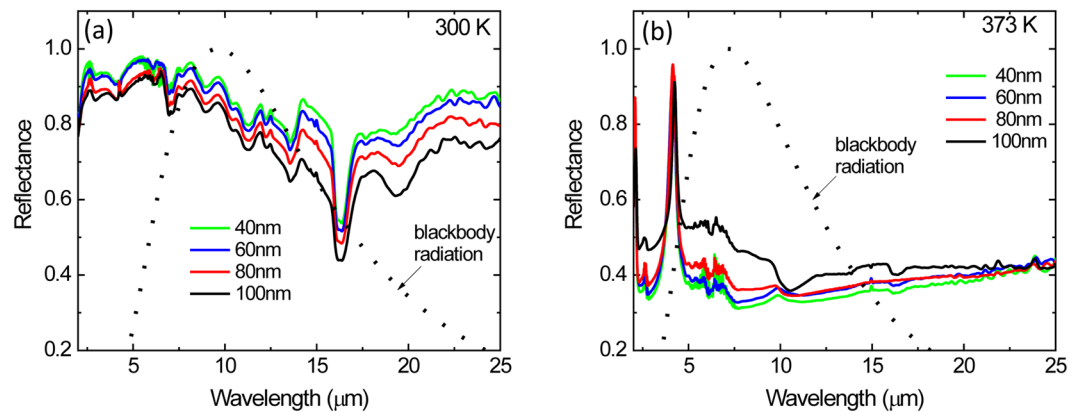 (a)
300 K
1.0
0.8
0.6
0.4
0.2
Reflectance
40nm
60nm
80nm
100nm
blackbody
radiation
5
10
15
20
25
Wavelength (μm)
(b)
373 K
1.0
0.8
0.6
0.4
0.2
Reflectance
40nm
60nm
80nm
100nm
blackbody
radiation
5
10
15
20
25
Wavelength (μm)